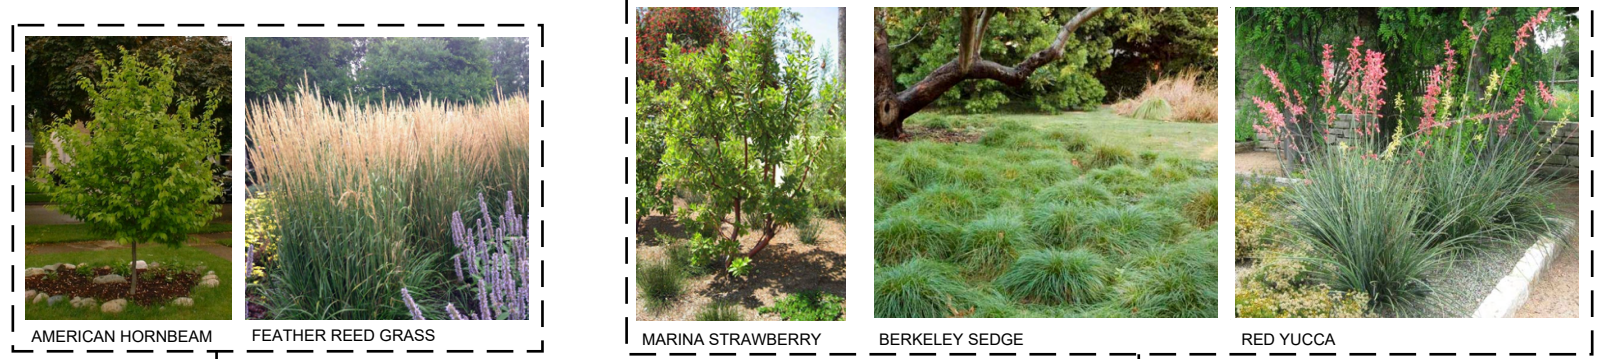 AMERICAN HORNBEAM
FEATHER REED GRASS
MARINA STRAWBERRY
BERKELEY SEDGE
RED YUCCA